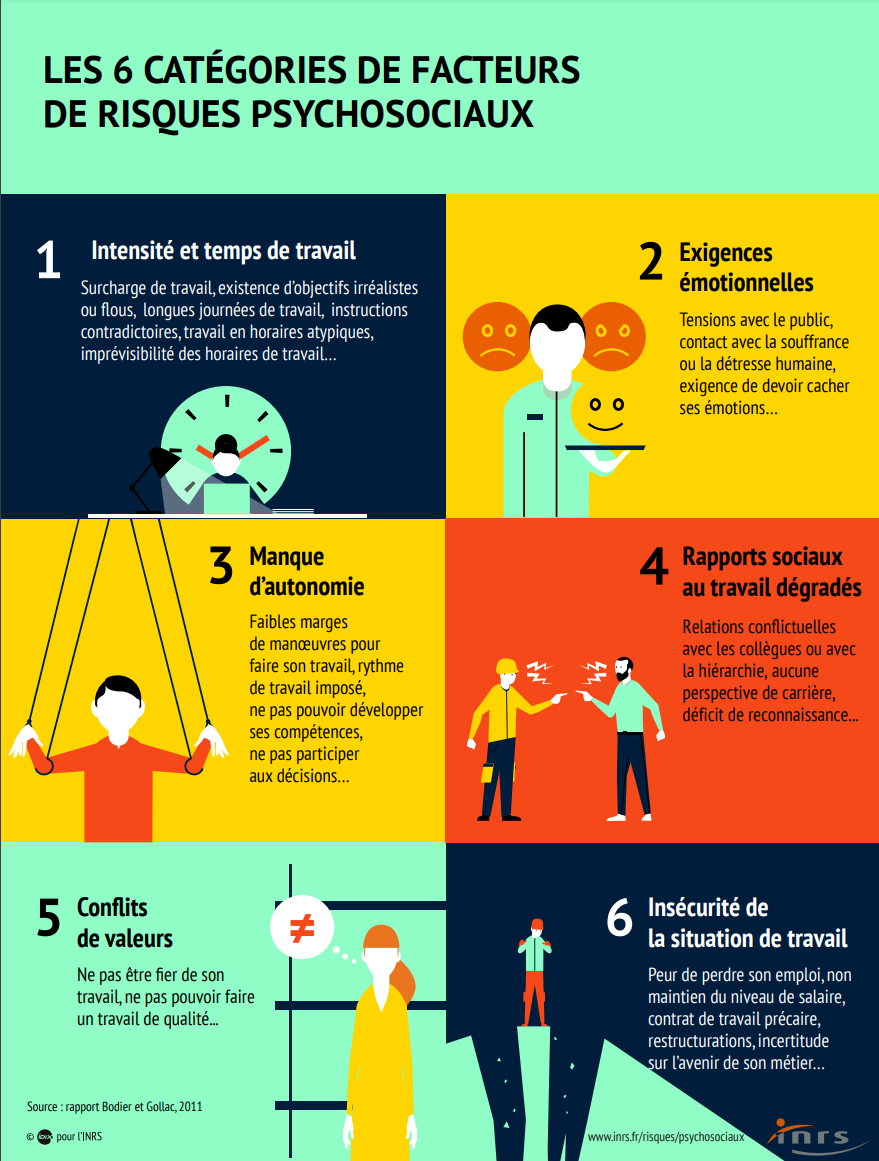 LES 6 CATÉGORIES DE FACTEURS
DE RISQUES PSYCHOSOCIAUX
1 Intensité et temps de travail
Surcharge de travail, existence d'objectifs irréalistes
ou flous, longues journées de travail, instructions
contradictoires, travail en horaires atypiques,
imprévisibilité des horaires de travail...
2 Exigences
émotionnelles
Tensions avec le public,
contact avec la souffrance
ou la détresse humaine,
exigence de devoir cacher
ses émotions...
3 Manque
d'autonomie
Faibles marges
de manœuvres pour
faire son travail, rythme
de travail imposé,
ne pas pouvoir développer
ses compétences,
ne pas participer
aux décisions...
4 Rapports sociaux
au travail dégradés
Relations conflictuelles
avec les collègues ou avec
la hiérarchie, aucune
perspective de carrière,
déficit de reconnaissance...
5 Conflits
de valeurs
Ne pas être fier de son
travail, ne pas pouvoir faire
un travail de qualité...
≠
6 Insécurité de
la situation de travail
Peur de perdre son emploi, non
maintien du niveau de salaire,
contrat de travail précaire,
restructurations, incertitude
sur l'avenir de son métier...
Source : rapport Bodier et Gollac, 2011
© IDIX pour l'INRS
www.inrs.fr/risques/psychosociaux
inrs